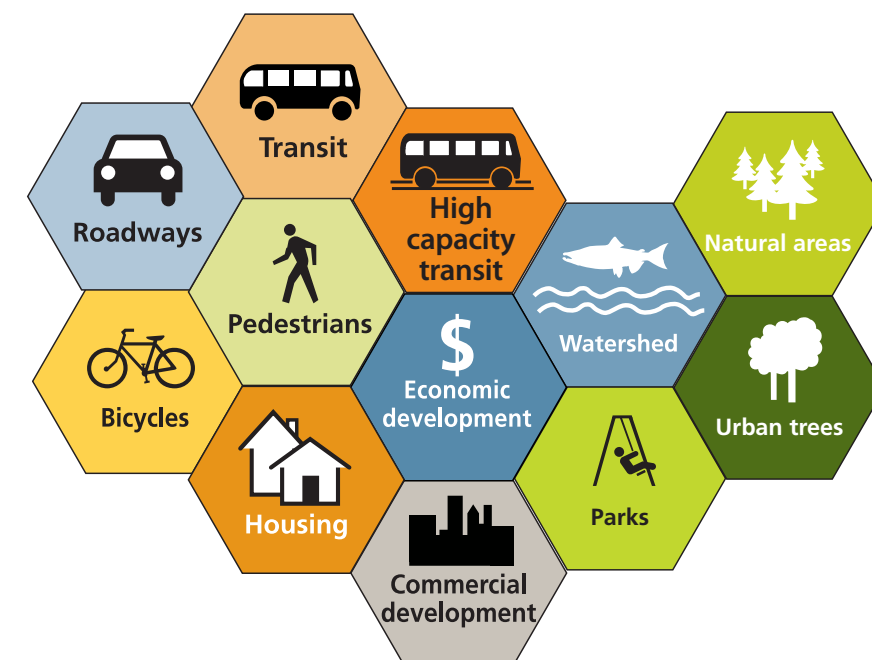 Transit
Roadways
High
capacity
transit
Natural areas
Pedestrians
Watershed
$
Economic
development
Bicycles
Urban trees
Housing
Parks
Commercial
development